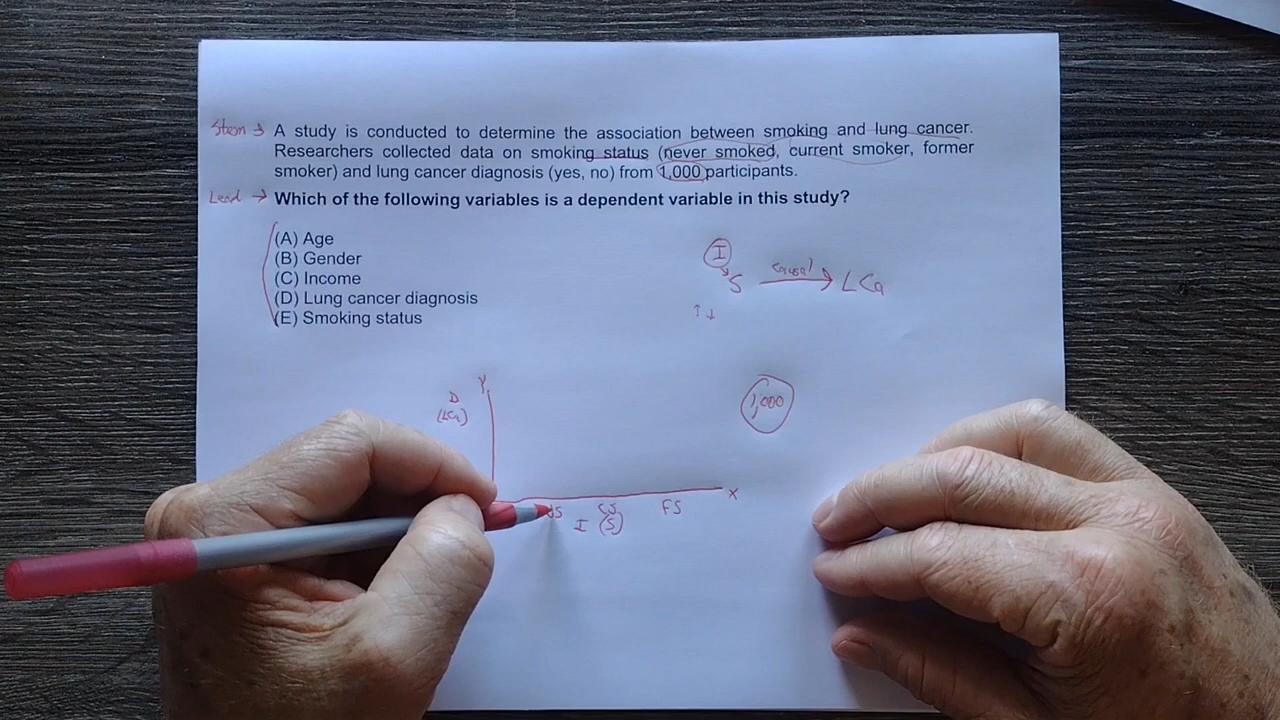 Stem → A study is conducted to determine the association between smoking and lung cancer.
Researchers collected data on smoking status (never smoked, current smoker, former
smoker) and lung cancer diagnosis (yes, no) from 1,000 participants.
Lead → Which of the following variables is a dependent variable in this study?
(A) Age
(B) Gender
(C) Income
(D) Lung cancer diagnosis
(E) Smoking status
I
S causal → LCa
↑ ↓
Y
D
(LCa)
1,000
X
CS FS
I (S)